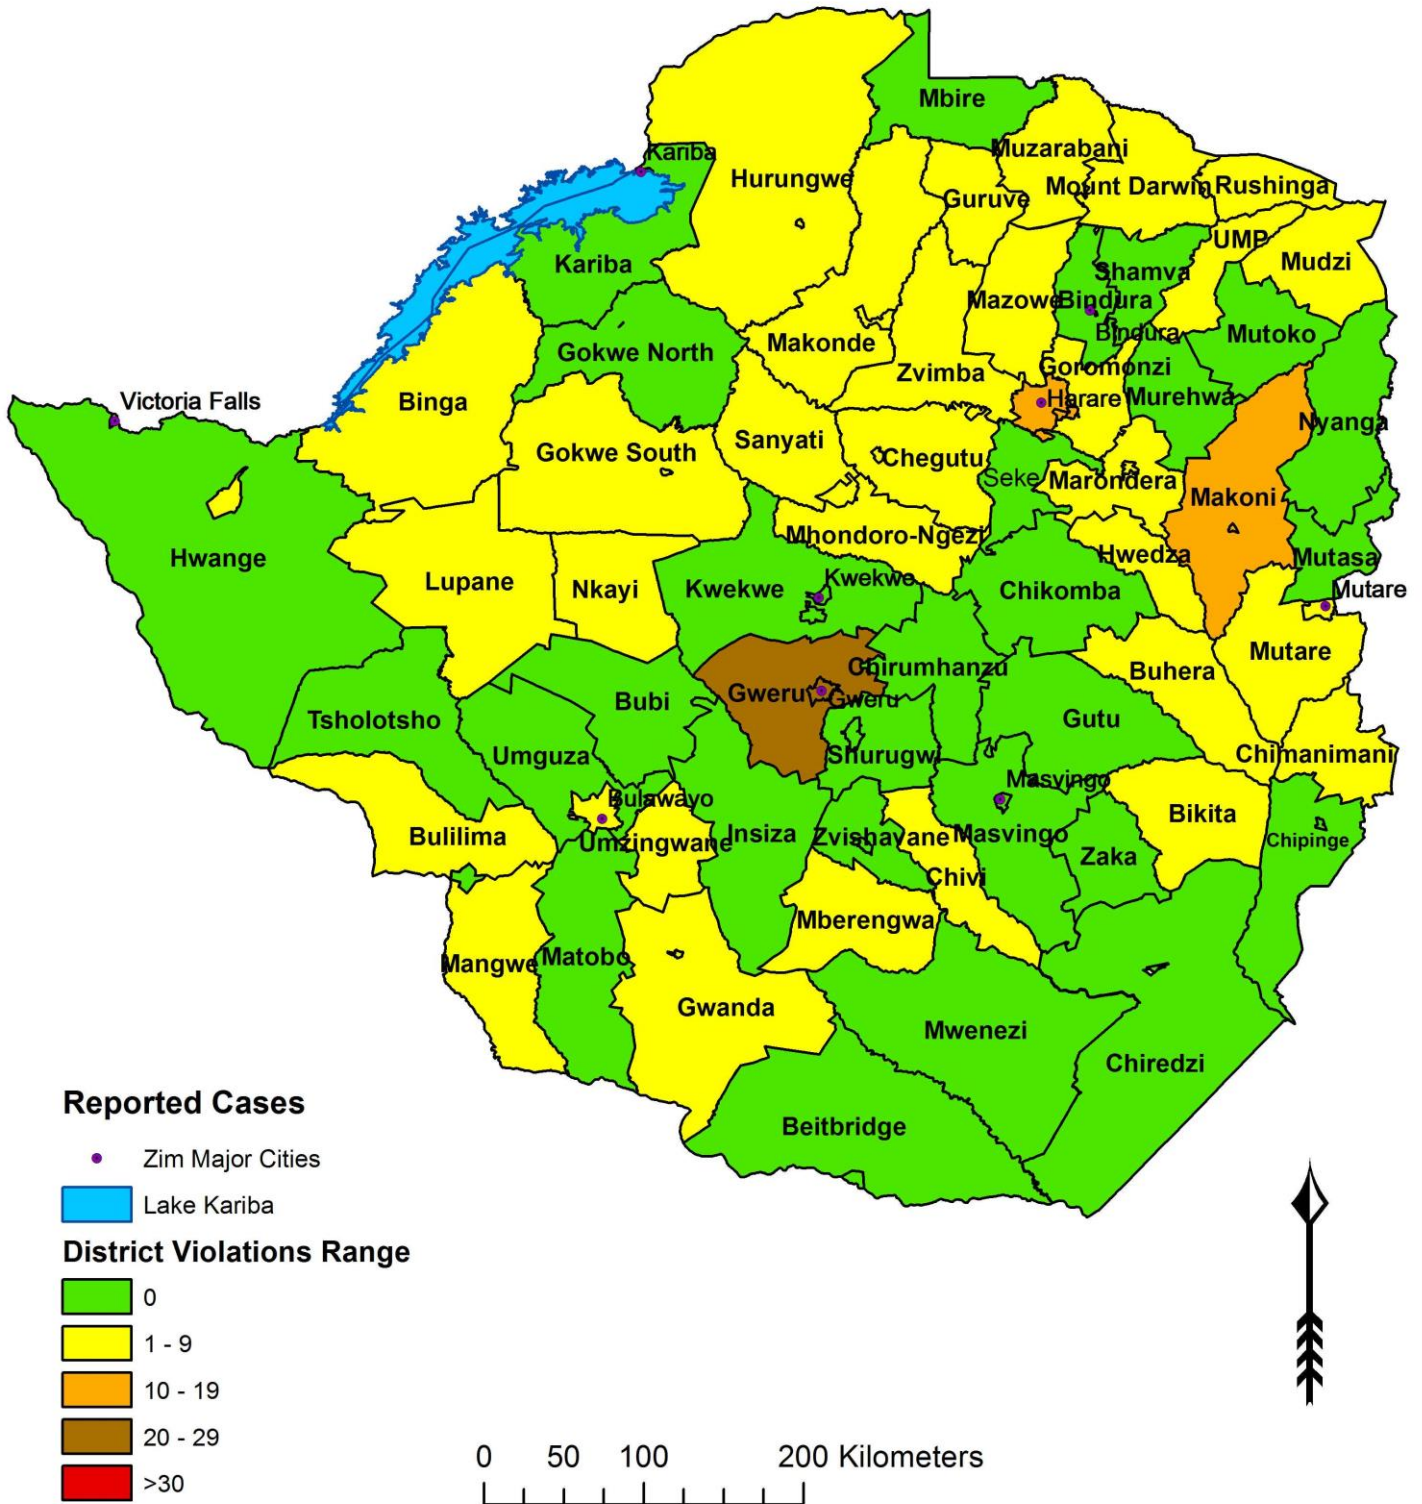 Mbire
Kariba
Muzarabani
Hurungwe
Mount Darwin
Rushinga
Guruve
UMP
Kariba
Mudzi
Shamva
Mazowe
Bindura
Bindura
Mutoko
Gokwe North
Makonde
Goromonzi
Zvimba
Victoria Falls
Binga
Harare
Murehwa
Nyanga
Sanyati
Gokwe South
Chegutu
Seke
Marondera
Makoni
Mhondoro-Ngezi
Hwedza
Hwange
Mutasa
Lupane
Nkayi
Kwekwe
Kwekwe
Chikomba
Mutare
Mutare
Chirumhanzu
Buhera
Gweru
Gweru
Bubi
Tsholotsho
Gutu
Umguza
Shurugwi
Chimanimani
Masvingo
Bulawayo
Bikita
Bulilima
Umzingwane
Insiza
Zvishavane
Masvingo
Chipinge
Zaka
Chivi
Mberengwa
Mangwe
Matobo
Gwanda
Mwenezi
Chiredzi
Beitbridge
Reported Cases
Zim Major Cities
Lake Kariba
District Violations Range
0
1 - 9
10 - 19
20 - 29
>30
0 50 100 200 Kilometers